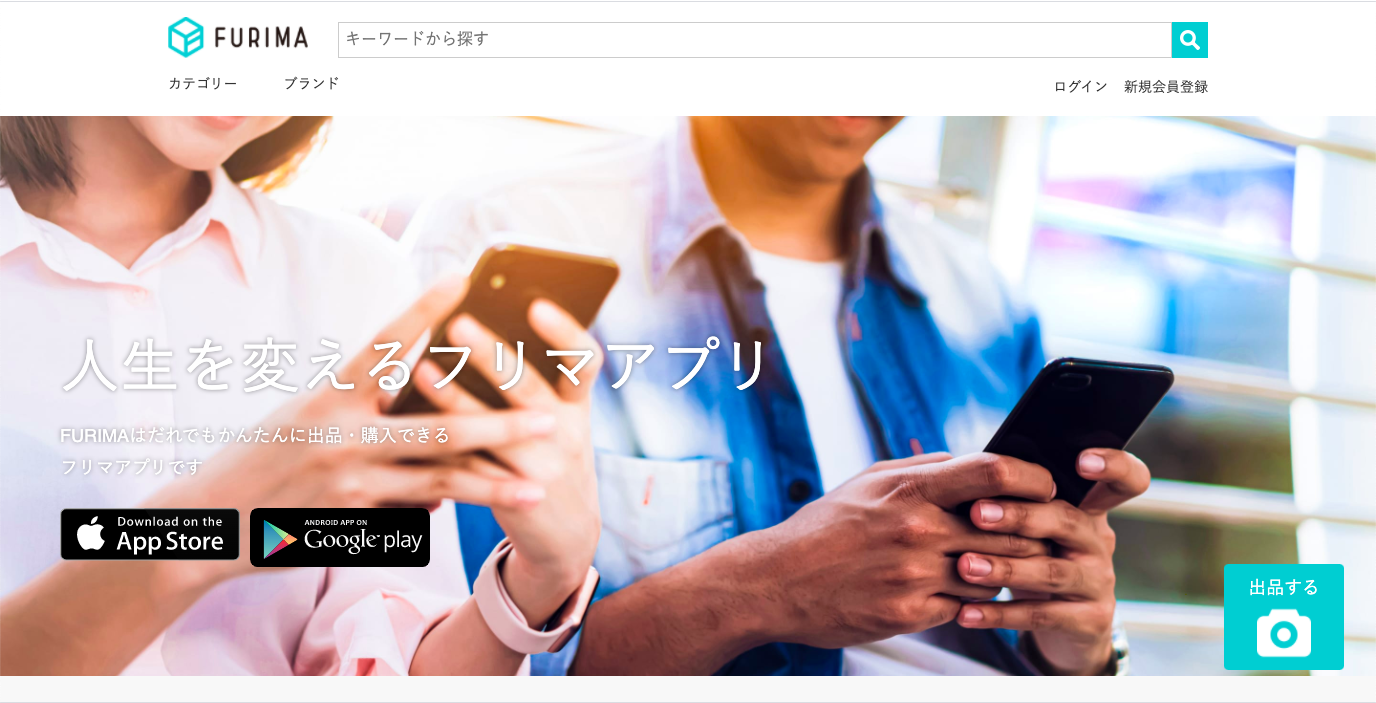 FURIMA
キーワードから探す
カテゴリー
ブランド
ログイン
新規会員登録
人生を変えるフリマアプリ
FURIMAはだれでもかんたんに出品・購入できる
フリマアプリです
Download on the
App Store
ANDROID APP ON
Google play
出品する